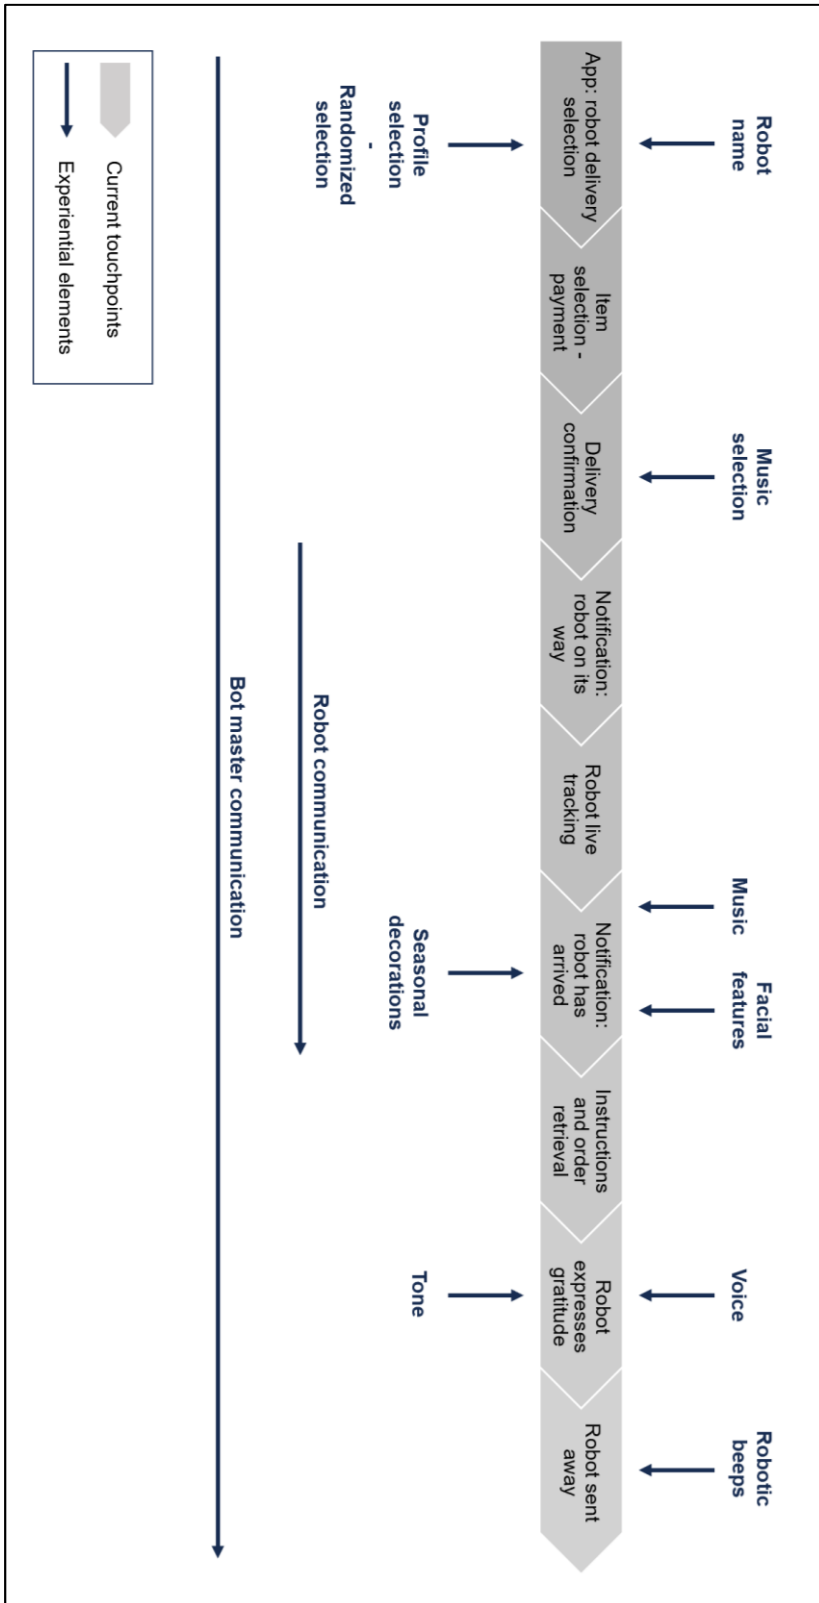 Robot
name
Music
selection
Music
Facial
features
Voice
Robotic
beeps
App: robot delivery
selection
Item
selection -
payment
Delivery
confirmation
Notification:
robot on its
way
Robot live
tracking
Notification:
robot has
arrived
Instructions
and order
retrieval
Robot
expresses
gratitude
Robot sent
away
Profile
selection
-
Randomized
selection
Seasonal
decorations
Tone
Robot communication
Bot master communication
Current touchpoints
Experiential elements